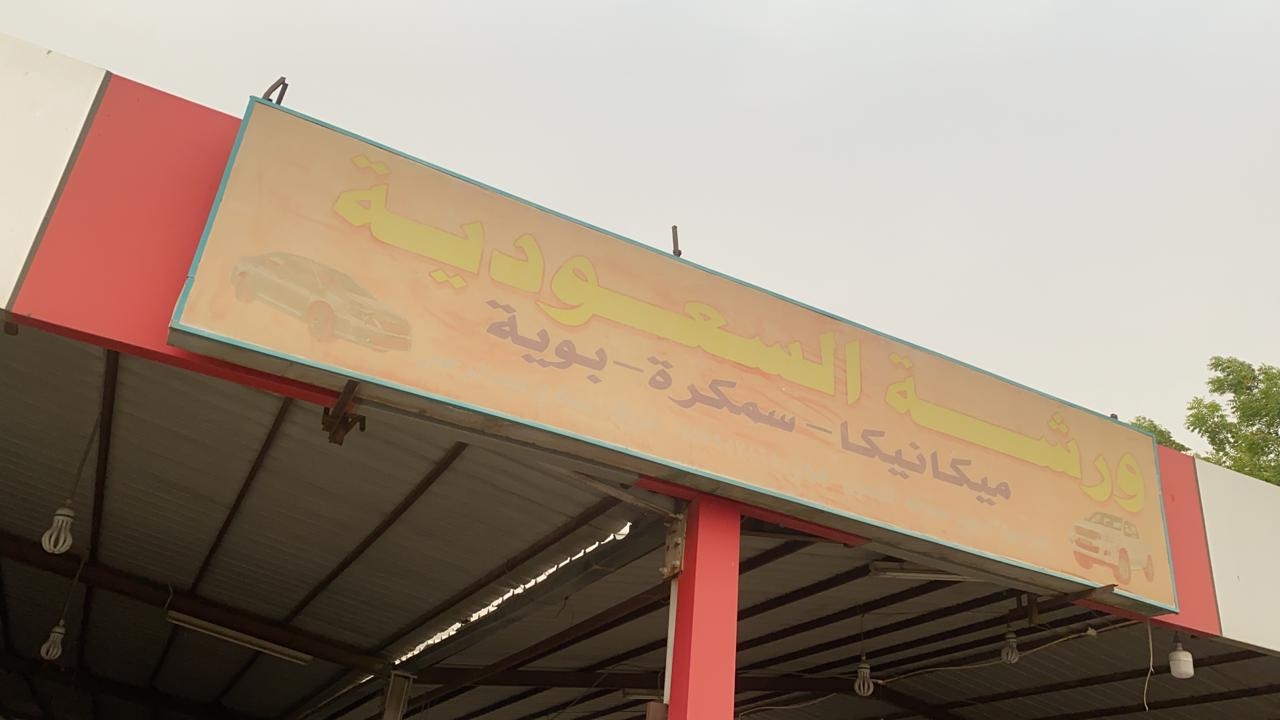 ورشة السعودية
ميكانيكا - سمكرة - بوية